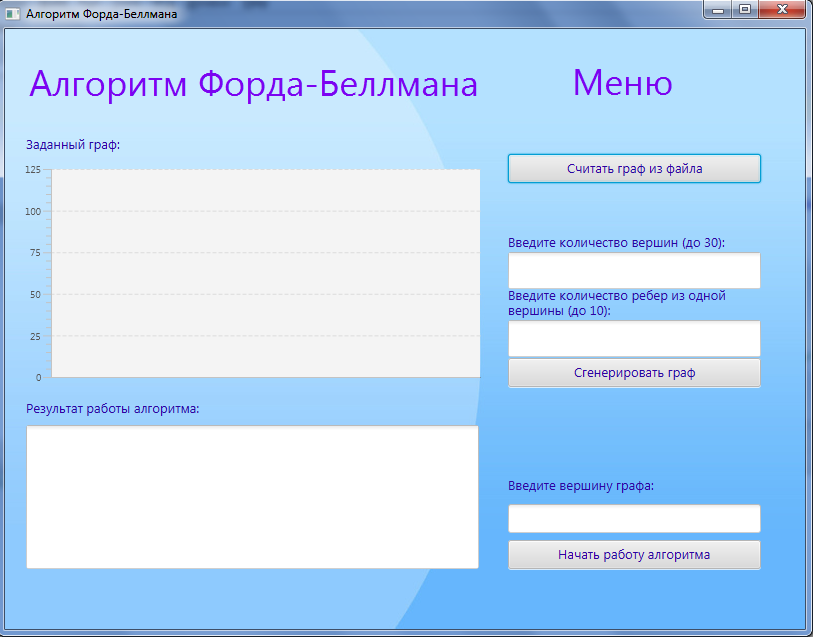 Алгоритм Форда-Беллмана
Алгоритм Форда-Беллмана
Меню
Заданный граф:
125
100
75
50
25
0
Результат работы алгоритма:
Считать граф из файла
Введите количество вершин (до 30):
Введите количество ребер из одной
вершины (до 10):
Сгенерировать граф
Введите вершину графа:
Начать работу алгоритма